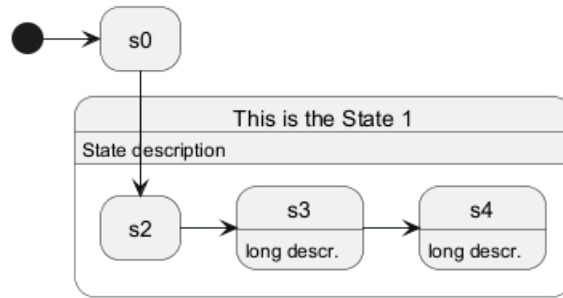 s0
This is the State 1
State description
s2
s3
long descr.
s4
long descr.